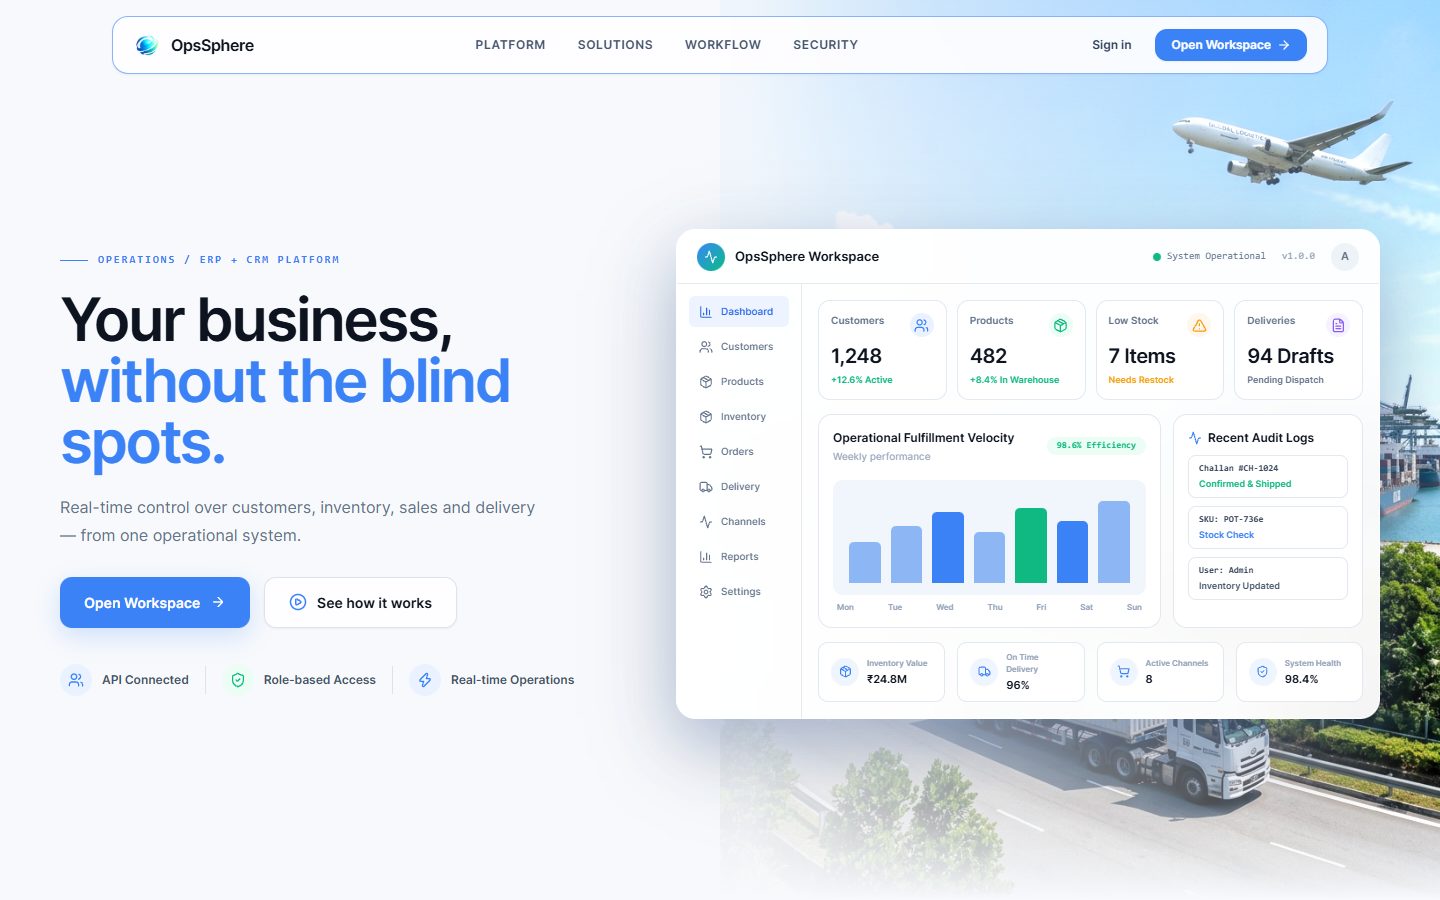 OpsSphere
PLATFORM
SOLUTIONS
WORKFLOW
SECURITY
Sign in
Open Workspace
OPERATIONS / ERP + CRM PLATFORM
Your business,
without the blind
spots.
Real-time control over customers, inventory, sales and delivery
— from one operational system.
Open Workspace
See how it works
API Connected
Role-based Access
Real-time Operations
OpsSphere Workspace
System Operational
v1.0.0
A
Dashboard
Customers
Products
Inventory
Orders
Delivery
Channels
Reports
Settings
Customers
1,248
+12.6% Active
Products
482
+8.4% In Warehouse
Low Stock
7 Items
Needs Restock
Deliveries
94 Drafts
Pending Dispatch
Operational Fulfillment Velocity
Weekly performance
98.6% Efficiency
Mon
Tue
Wed
Thu
Fri
Sat
Sun
Recent Audit Logs
Challan #CH-1024
Confirmed & Shipped
SKU: POT-736e
Stock Check
User: Admin
Inventory Updated
Inventory Value
₹24.8M
On Time
Delivery
96%
Active Channels
8
System Health
98.4%